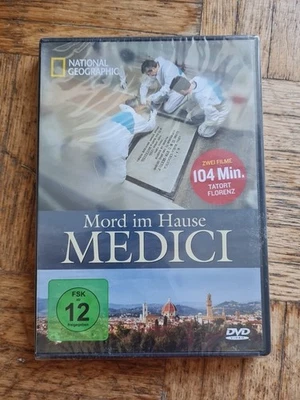 NATIONAL
GEOGRAPHIC
ZWEI FILME
104 Min.
TATORT
FLORENZ
Mord im Hause
MEDICI
FSK
12
DVD